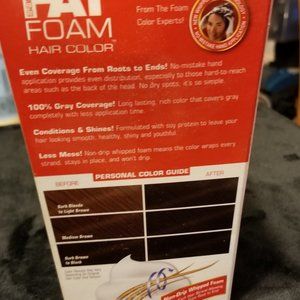 FAT
FOAM
HAIR COLOR™
From The Foam
Color Experts!
Even Coverage From Roots to Ends! No-mistake hand
application provides even distribution, especially to those hard-to-reach
areas such as the back of the head. No dry spots, it's so simple.
100% Gray Coverage! Long lasting, rich color that covers gray
completely with less application time.
Conditions & Shines! Formulated with soy protein to leave your
hair looking smooth, healthy, shiny and youthful.
Less Mess! Non-drip whipped foam means the color wraps every
strand, stays in place, and won't drip.
PERSONAL COLOR GUIDE
BEFORE
AFTER
Dark Blonde
to Light Brown
Medium Brown
Dark Brown
to Black
Non-Drip Whipped Foam